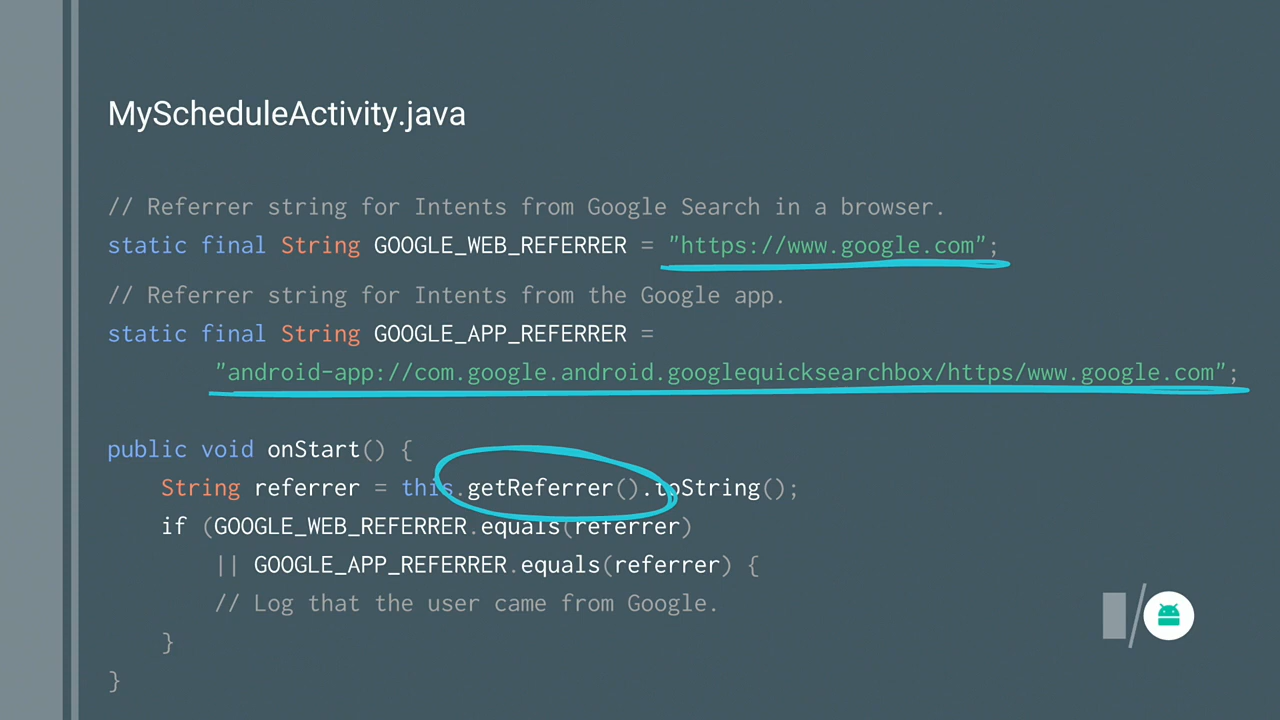 MyScheduleActivity.java
// Referrer string for Intents from Google Search in a browser.
static final String GOOGLE_WEB_REFERRER = "https://www.google.com";
// Referrer string for Intents from the Google app.
static final String GOOGLE_APP_REFERRER =
"android-app://com.google.android.googlequicksearchbox/https/www.google.com";
public void onStart() {
String referrer = this.getReferrer().toString();
if (GOOGLE_WEB_REFERRER.equals(referrer)
|| GOOGLE_APP_REFERRER.equals(referrer) {
// Log that the user came from Google.
}
}